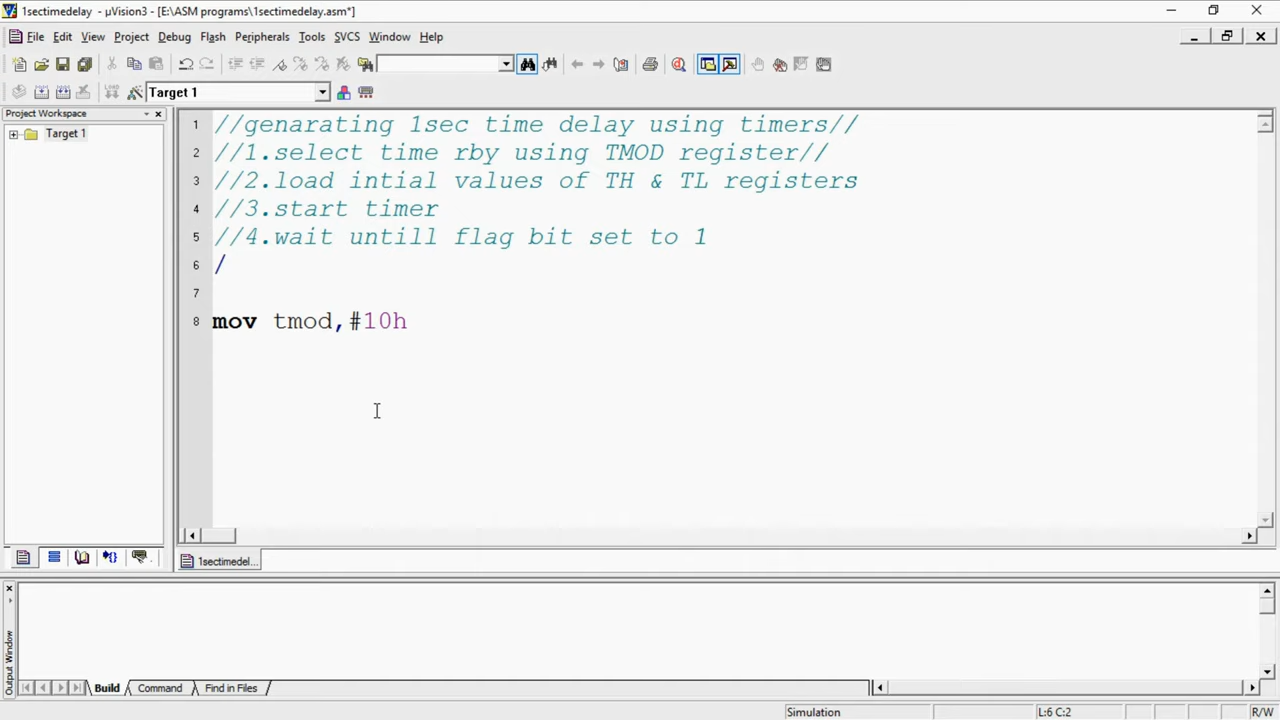 1sectimedelay - µVision3 - [E:\ASM programs\1sectimedelay.asm*]
File Edit View Project Debug Flash Peripherals Tools SVCS Window Help
Target 1
Project Workspace
Target 1
1 //genarating 1sec time delay using timers//
2 //1.select time rby using TMOD register//
3 //2.load intial values of TH & TL registers
4 //3.start timer
5 //4.wait untill flag bit set to 1
6 /
7
8 mov tmod,#10h
1sectimedel...
Output Window
Build Command Find in Files
Simulation L:6 C:2 R/W